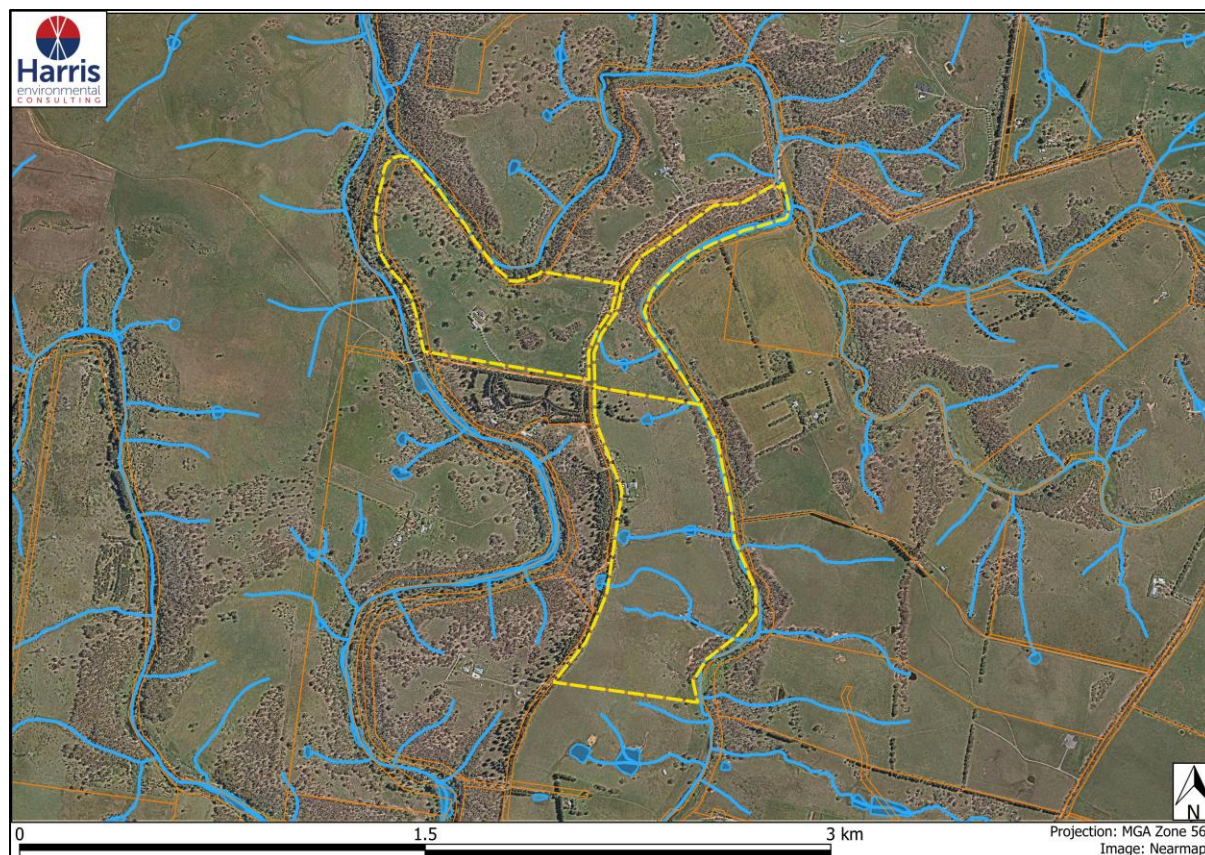 Harris
environmental
CONSULTING
N
0 1.5 3 km
Projection: MGA Zone 56
Image: Nearmap